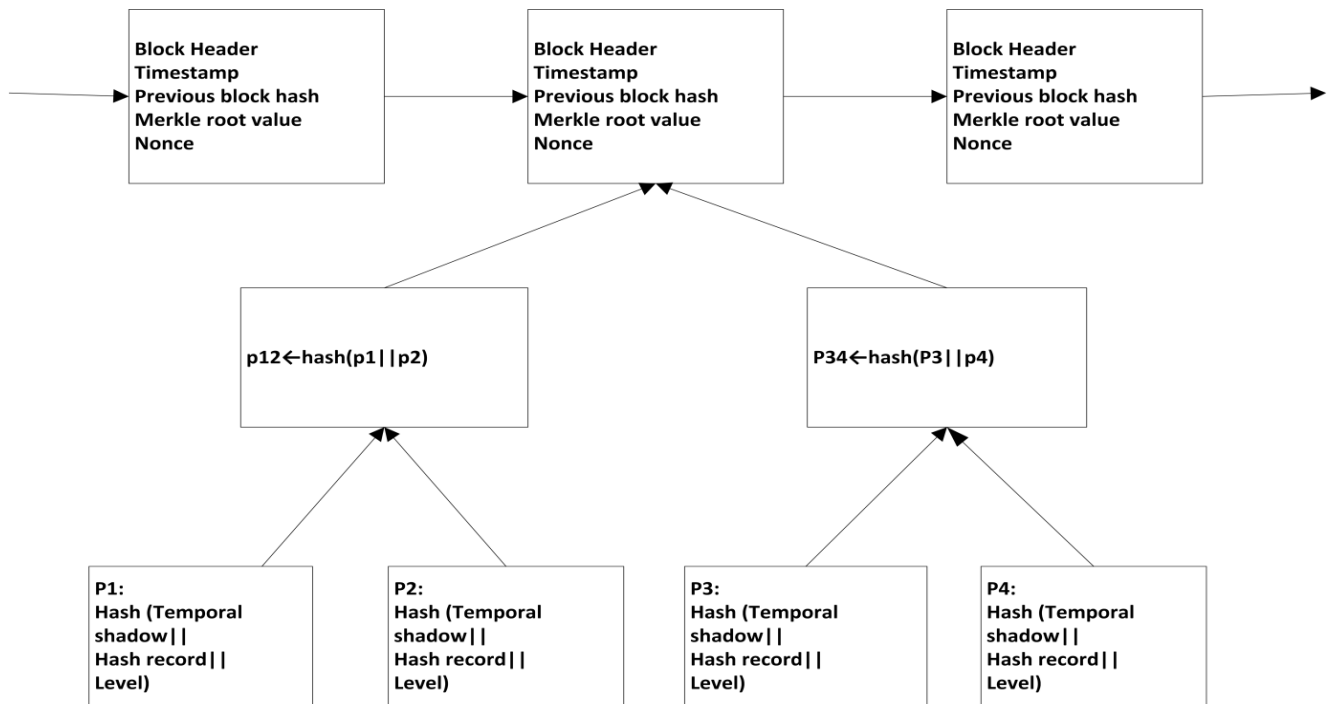 Block Header
Timestamp
Previous block hash
Merkle root value
Nonce
Block Header
Timestamp
Previous block hash
Merkle root value
Nonce
Block Header
Timestamp
Previous block hash
Merkle root value
Nonce
p12←hash(p1||p2)
P34←hash(P3||p4)
P1:
Hash (Temporal
shadow||
Hash record||
Level)
P2:
Hash (Temporal
shadow||
Hash record||
Level)
P3:
Hash (Temporal
shadow||
Hash record||
Level)
P4:
Hash (Temporal
shadow||
Hash record||
Level)